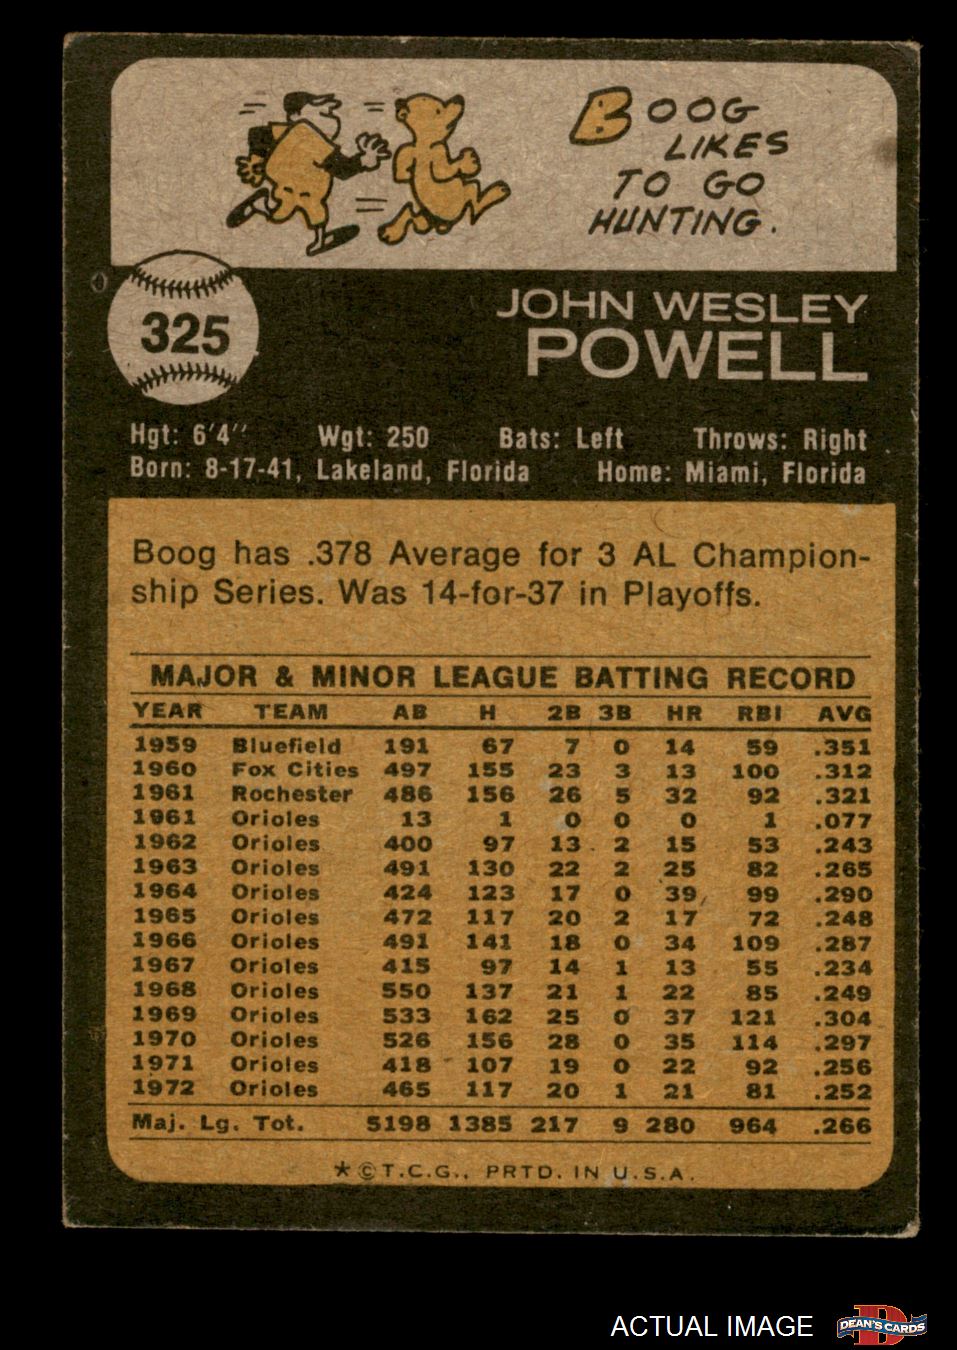 BOOG
LIKES
TO GO
HUNTING.
325
JOHN WESLEY
POWELL
Hgt: 6'4" Wgt: 250 Bats: Left Throws: Right
Born: 8-17-41, Lakeland, Florida Home: Miami, Florida
Boog has .378 Average for 3 AL Champion-
ship Series. Was 14-for-37 in Playoffs.
MAJOR & MINOR LEAGUE BATTING RECORD
YEAR TEAM AB H 2B 3B HR RBI AVG
1959 Bluefield 191 67 7 0 14 59 .351
1960 Fox Cities 497 155 23 3 13 100 .312
1961 Rochester 486 156 26 5 32 92 .321
1961 Orioles 13 1 0 0 0 1 .077
1962 Orioles 400 97 13 2 15 53 .243
1963 Orioles 491 130 22 2 25 82 .265
1964 Orioles 424 123 17 0 39 99 .290
1965 Orioles 472 117 20 2 17 72 .248
1966 Orioles 491 141 18 0 34 109 .287
1967 Orioles 415 97 14 1 13 55 .234
1968 Orioles 550 137 21 1 22 85 .249
1969 Orioles 533 162 25 0 37 121 .304
1970 Orioles 526 156 28 0 35 114 .297
1971 Orioles 418 107 19 0 22 92 .256
1972 Orioles 465 117 20 1 21 81 .252
Maj. Lg. Tot. 5198 1385 217 9 280 964 .266
★©T.C.G., PRTD. IN U.S.A.
ACTUAL IMAGE DEAN'S CARDS